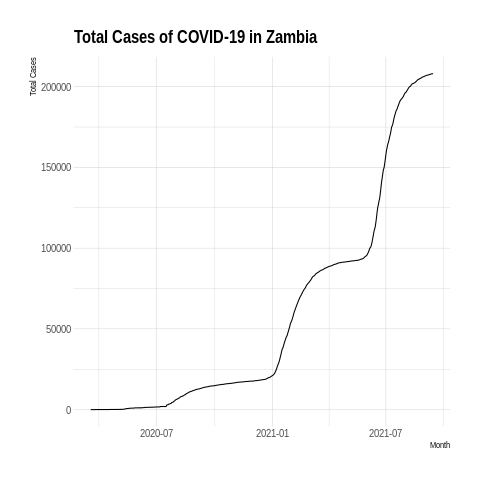 Total Cases of COVID-19 in Zambia
Total Cases
200000
150000
100000
50000
0
2020-07
2021-01
2021-07
Month